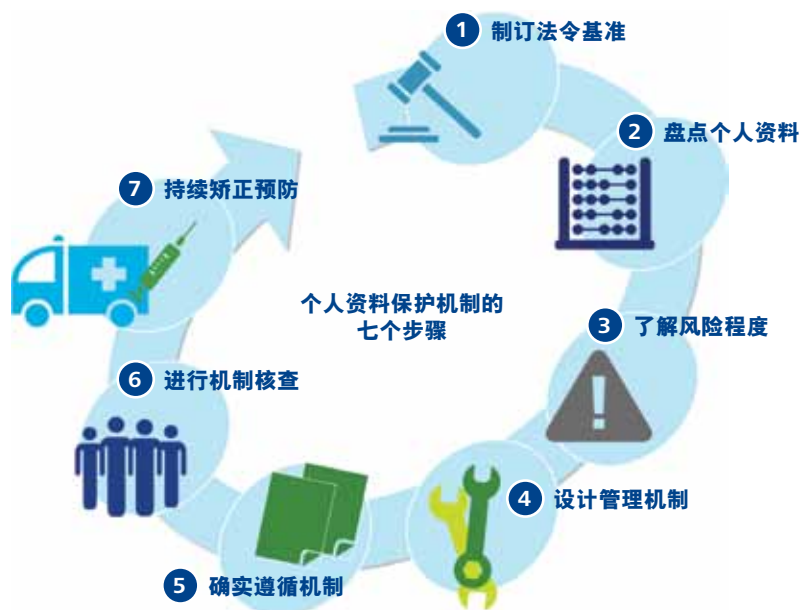 1 制订法令基准
2 盘点个人资料
3 了解风险程度
4 设计管理机制
5 确实遵循机制
6 进行机制核查
7 持续矫正预防
个人资料保护机制的
七个步骤